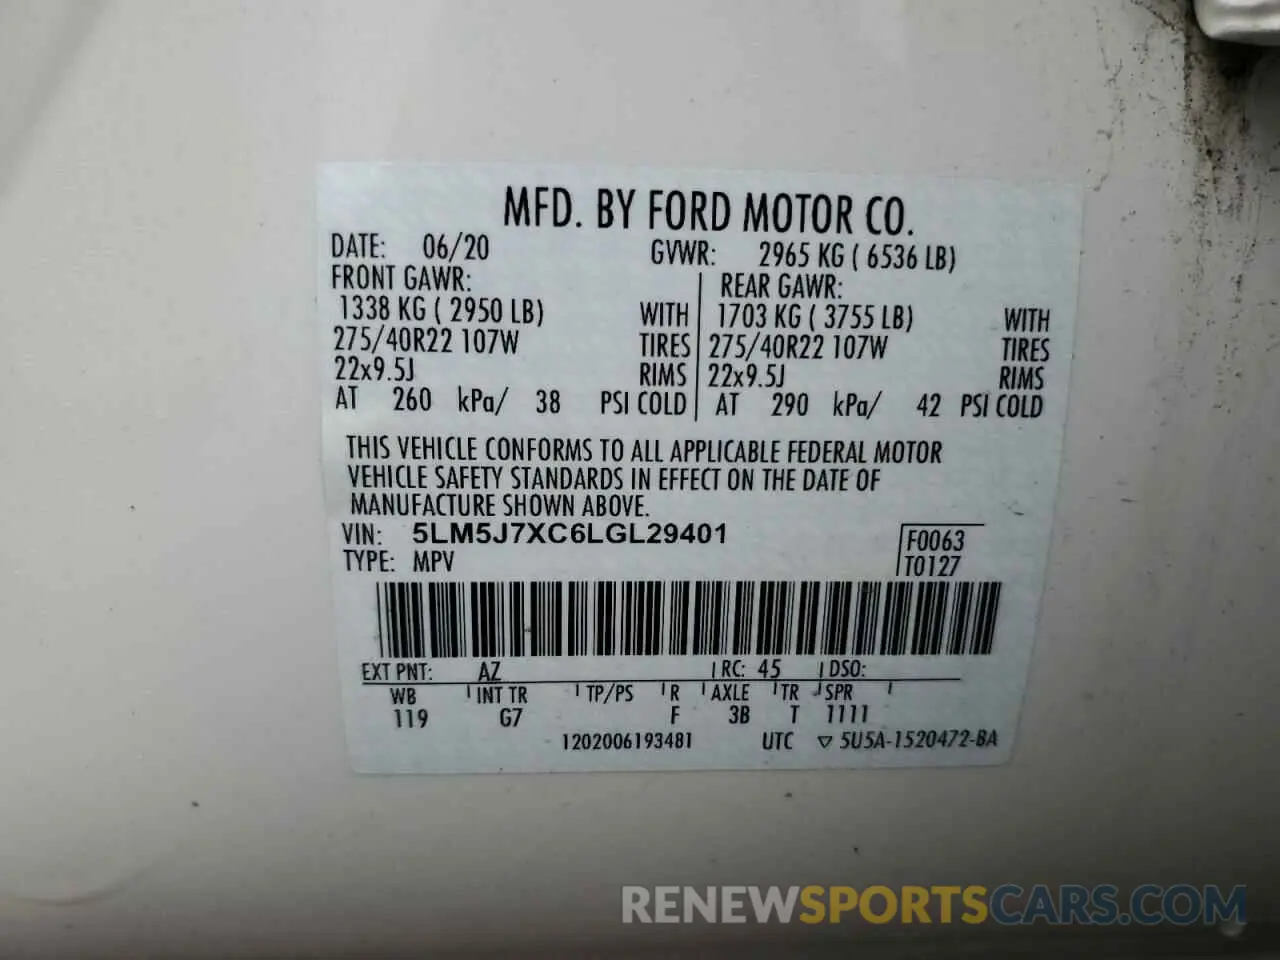 MFD. BY FORD MOTOR CO.
DATE: 06/20 GVWR: 2965 KG ( 6536 LB)
FRONT GAWR: REAR GAWR:
1338 KG ( 2950 LB) WITH 1703 KG ( 3755 LB) WITH
275/40R22 107W TIRES 275/40R22 107W TIRES
22x9.5J RIMS 22x9.5J RIMS
AT 260 kPa/ 38 PSI COLD AT 290 kPa/ 42 PSI COLD
THIS VEHICLE CONFORMS TO ALL APPLICABLE FEDERAL MOTOR
VEHICLE SAFETY STANDARDS IN EFFECT ON THE DATE OF
MANUFACTURE SHOWN ABOVE.
VIN: 5LM5J7XC6LGL29401 F0063
TYPE: MPV T0127
EXT PNT: AZ RC: 45 DSO:
WB INT TR TP/PS R AXLE TR SPR
119 G7 F 3B T 1111
1202006193481 UTC ▽ 5U5A-1520472-BA
RENEWSPORTSCARS.COM